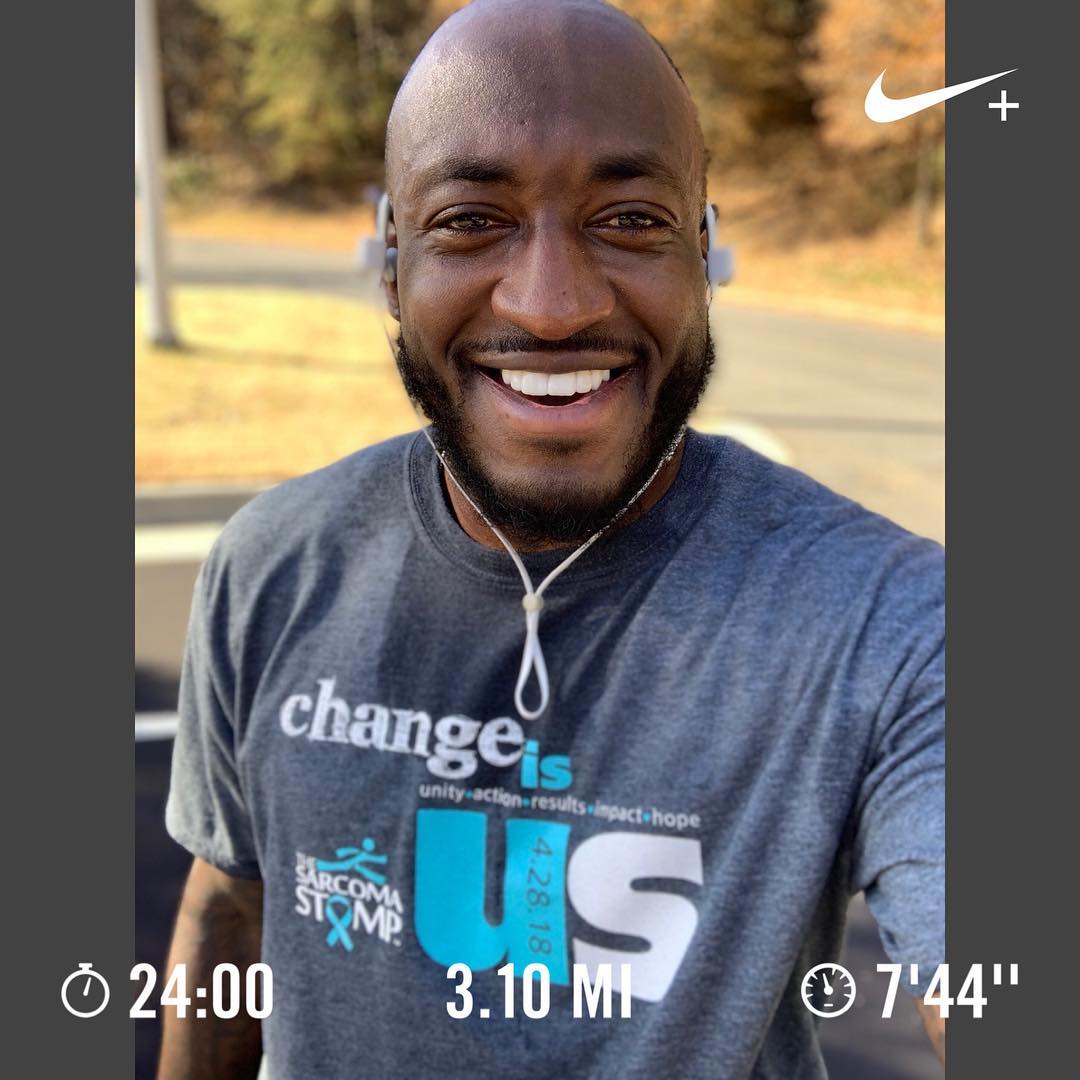 +
change
is
unity•action•results•impact•hope
us
4.28.18
THE
SARCOMA
STOMP
24:00 3.10 MI 7'44''